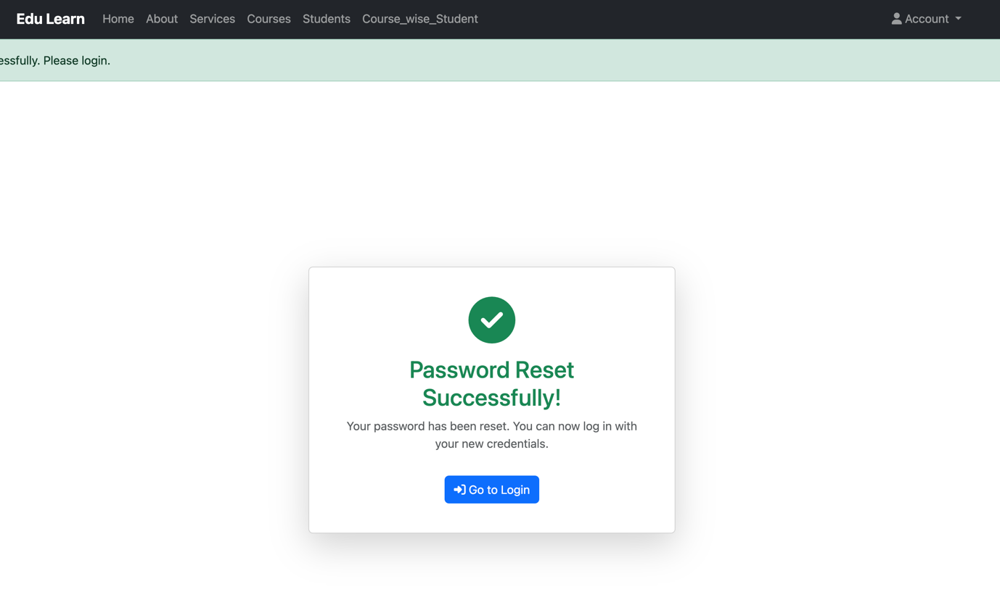 Edu Learn Home About Services Courses Students Course_wise_Student Account
essfully. Please login.
Password Reset
Successfully!
Your password has been reset. You can now log in with
your new credentials.
Go to Login